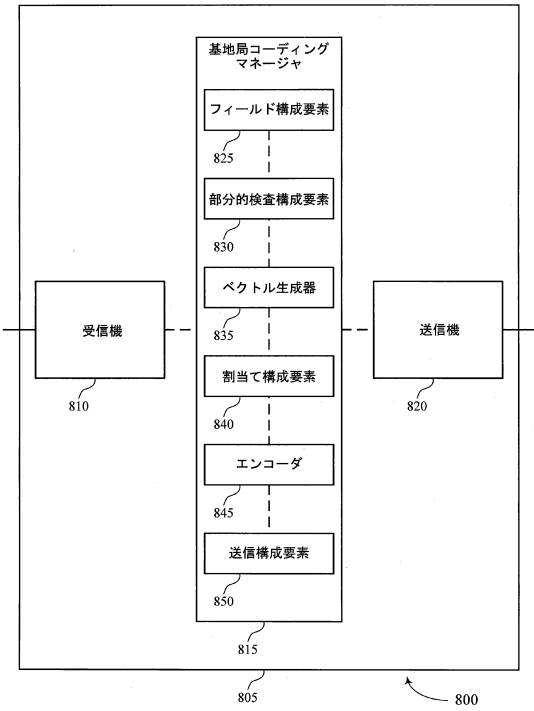 基地局コーディング
マネージャ
フィールド構成要素
825
部分的検査構成要素
830
ベクトル生成器
835
受信機
810
送信機
820
割当て構成要素
840
エンコーダ
845
送信構成要素
850
815
805
800